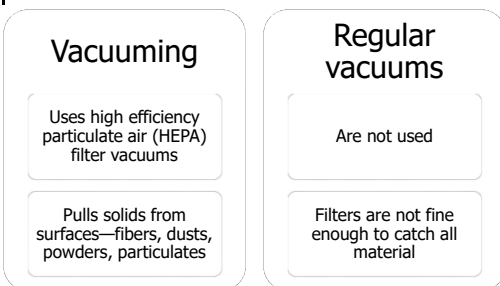 Vacuuming
Uses high efficiency
particulate air (HEPA)
filter vacuums
Pulls solids from
surfaces—fibers, dusts,
powders, particulates
Regular
vacuums
Are not used
Filters are not fine
enough to catch all
material